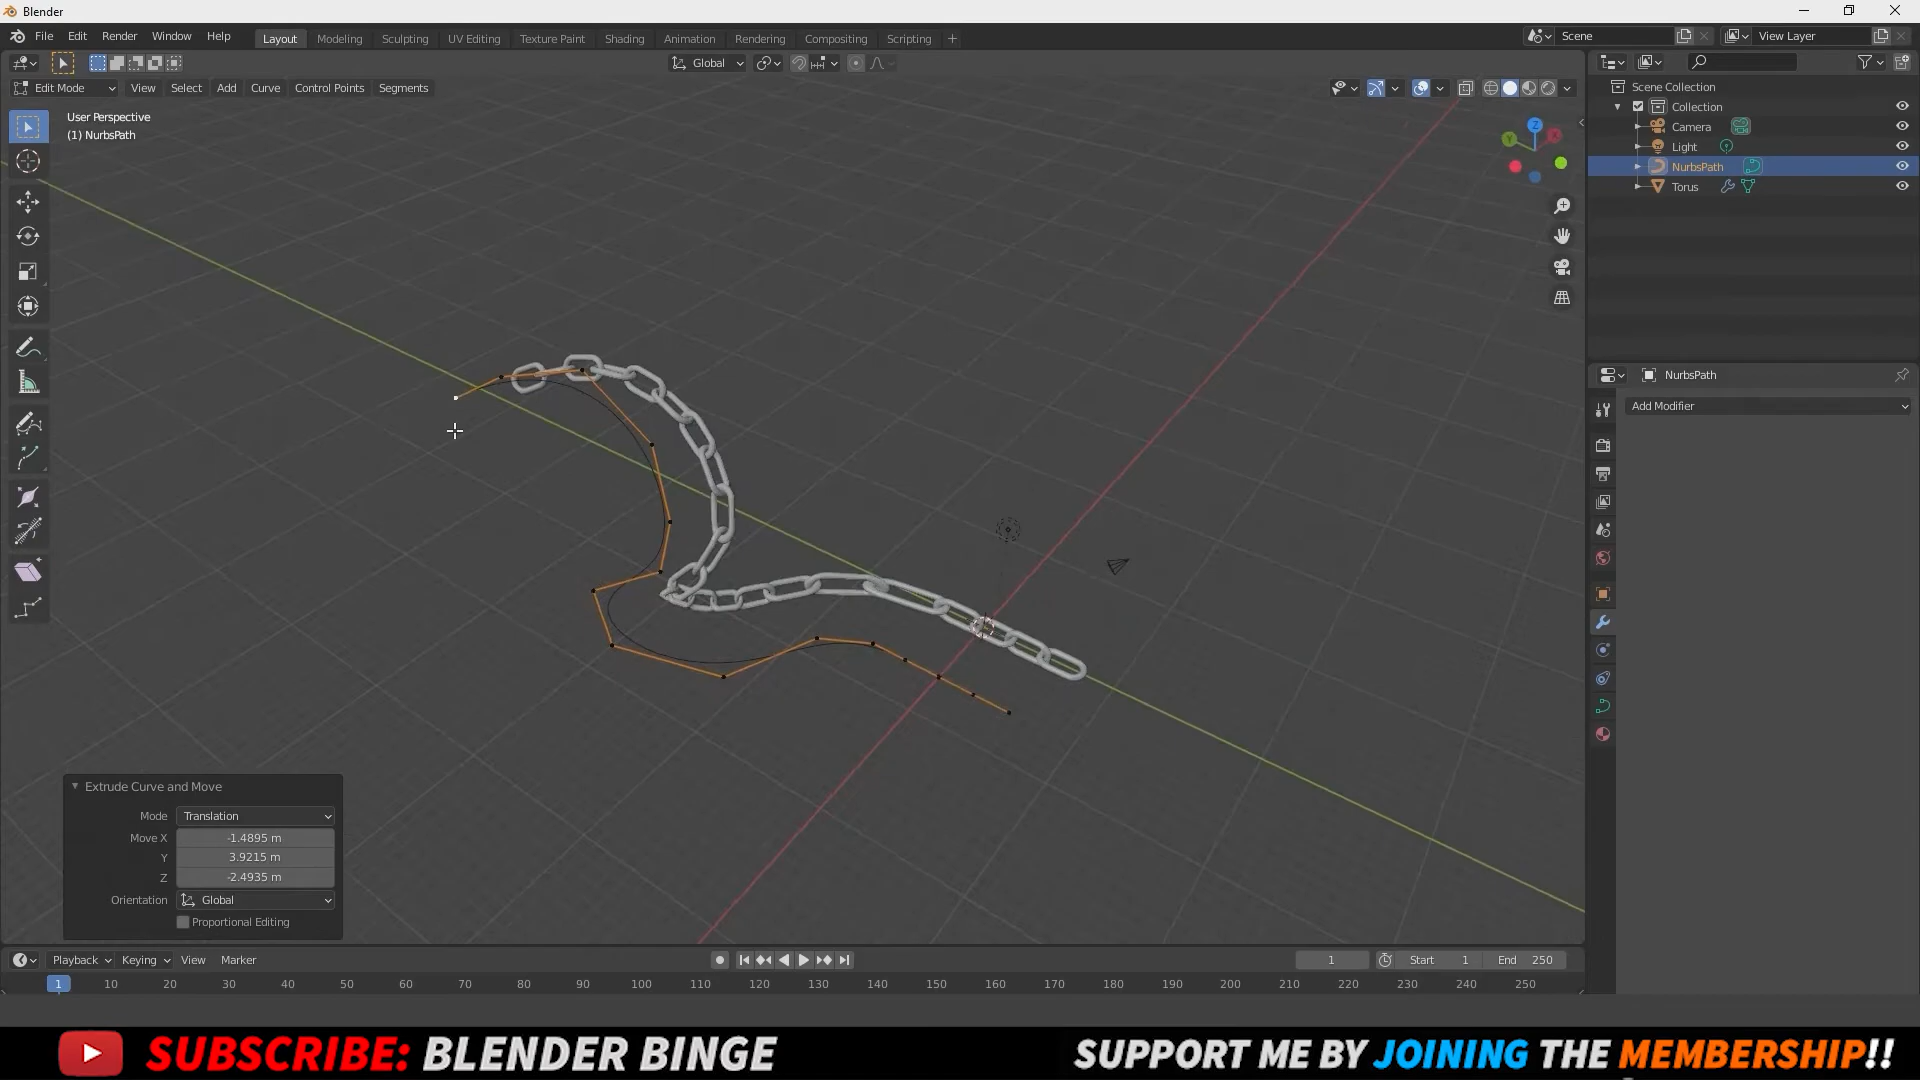 Blender
File Edit Render Window Help
Layout Modeling Sculpting UV Editing Texture Paint Shading Animation Rendering Compositing Scripting +
Scene
View Layer
Global
Edit Mode View Select Add Curve Control Points Segments
User Perspective
(1) NurbsPath
Z
X
Y
Scene Collection
Collection
Camera
Light
NurbsPath
Torus
NurbsPath
Add Modifier
Extrude Curve and Move
Mode Translation
Move X -1.4895 m
Y 3.9215 m
Z -2.4935 m
Orientation Global
Proportional Editing
Playback Keying View Marker
1 Start 1 End 250
1 10 20 30 40 50 60 70 80 90 100 110 120 130 140 150 160 170 180 190 200 210 220 230 240 250
SUBSCRIBE: BLENDER BINGE
SUPPORT ME BY JOINING THE MEMBERSHIP!!